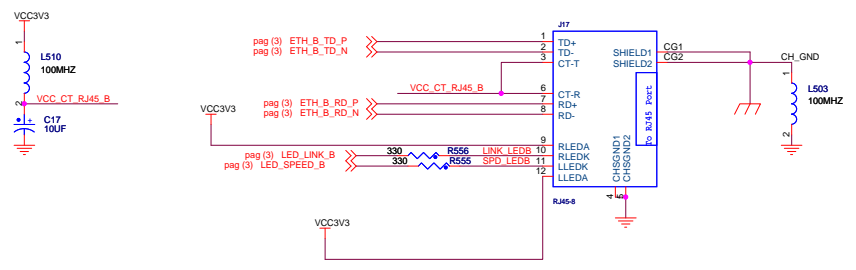 VCC3V3
1
L510
100MHZ
2
VCC_CT_RJ45_B
C17
10UF
+
J17
pag (3) ETH_B_TD_P
1
TD+
pag (3) ETH_B_TD_N
2
TD-
3
CT-T
VCC_CT_RJ45_B
6
CT-R
pag (3) ETH_B_RD_P
7
RD+
pag (3) ETH_B_RD_N
8
RD-
VCC3V3
9
RLEDA
pag (3) LED_LINK_B
330
R556
LINK_LEDB
10
RLEDK
pag (3) LED_SPEED_B
330
R555
SPD_LEDB
11
LLEDK
12
LLEDA
VCC3V3
SHIELD1
CG1
SHIELD2
CG2
To RJ45 Port
CHSGND1
CHSGND2
4
5
RJ45-8
CH_GND
1
L503
100MHZ
2